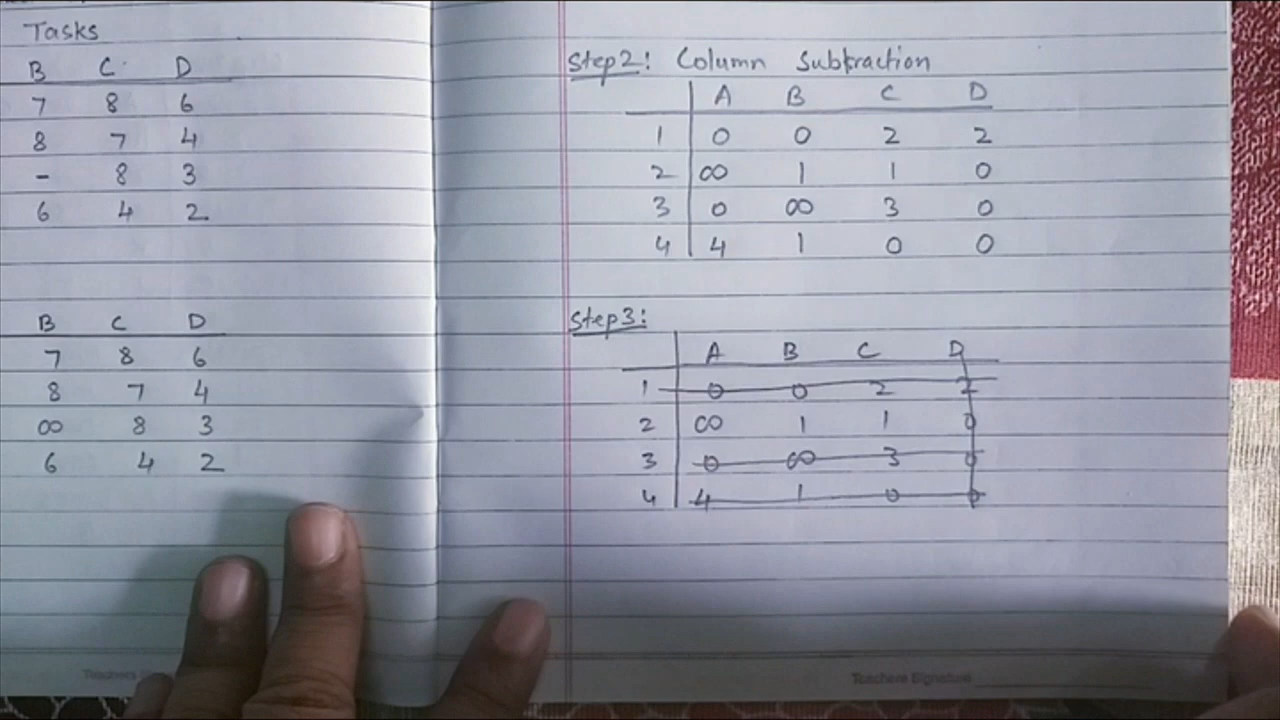 Tasks
B C D
7 8 6
8 7 4
- 8 3
6 4 2
B C D
7 8 6
8 7 4
∞ 8 3
6 4 2
Step2: Column Subtraction
A B C D
1 0 0 2 2
2 ∞ 1 1 0
3 0 ∞ 3 0
4 4 1 0 0
Step3:
A B C D
1 0 0 2 2
2 ∞ 1 1 0
3 0 ∞ 3 0
4 4 1 0 0
Teachers
Teachers Signature